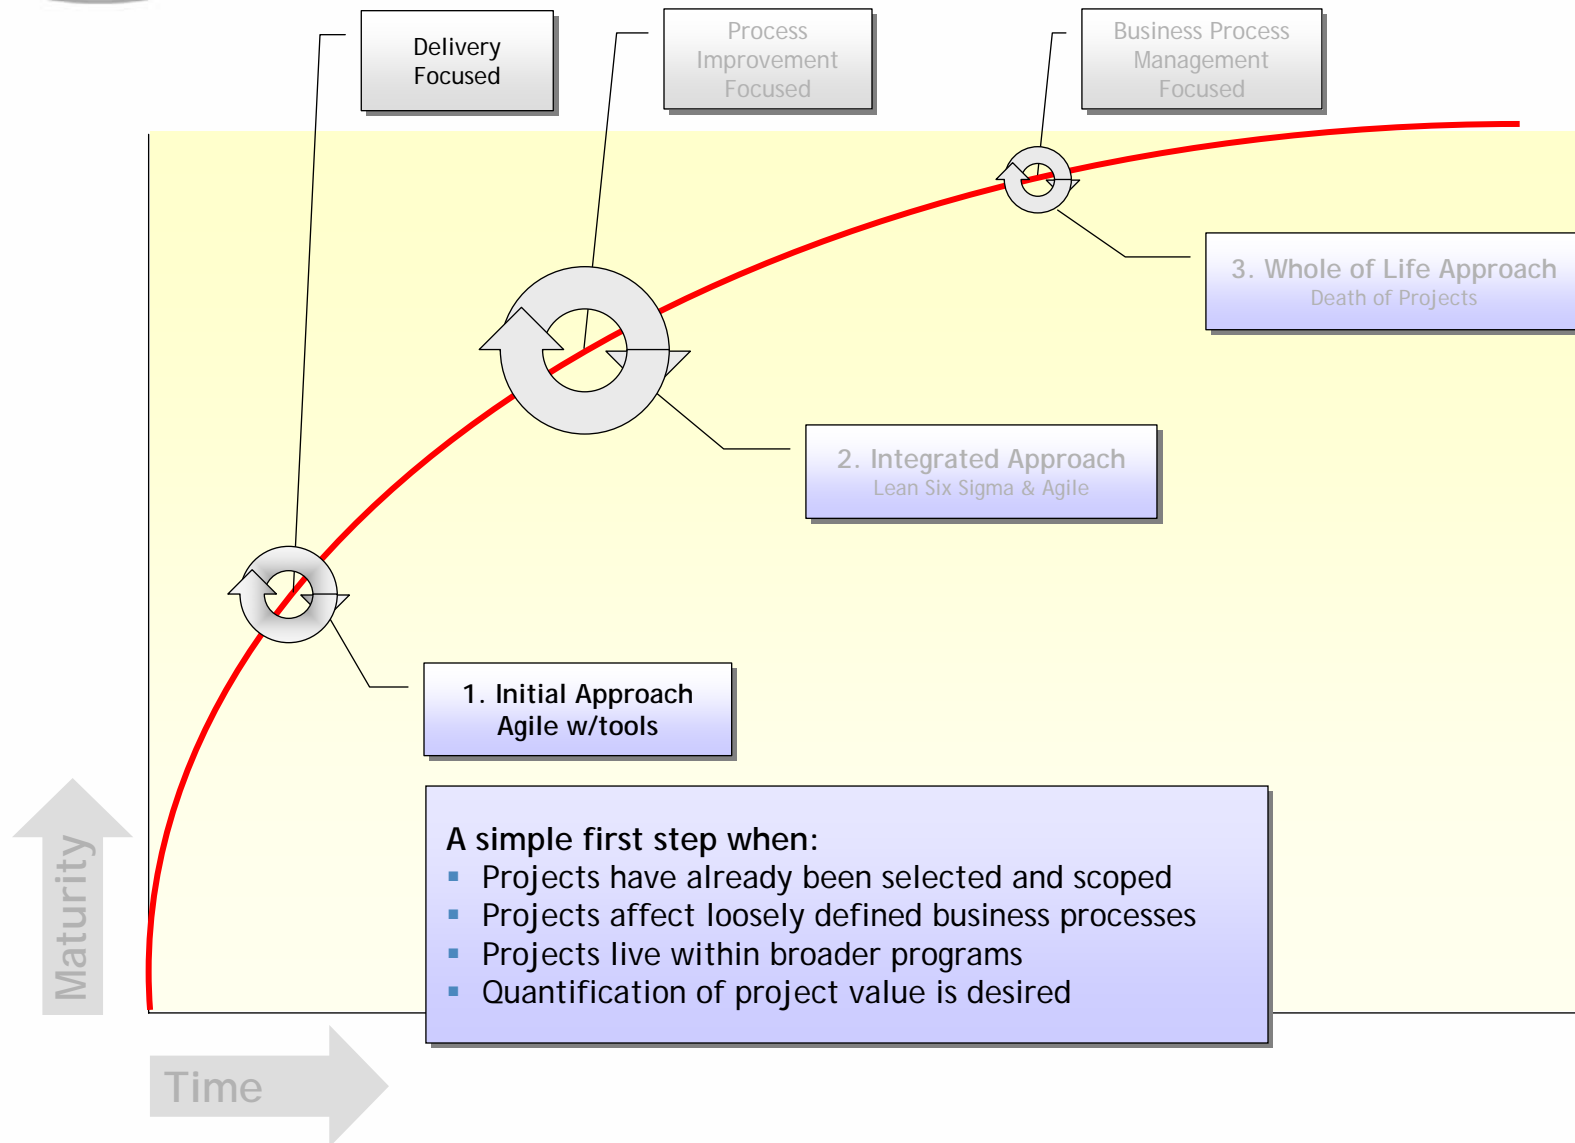 Delivery
Focused
Process
Improvement
Focused
Business Process
Management
Focused
3. Whole of Life Approach
Death of Projects
2. Integrated Approach
Lean Six Sigma & Agile
1. Initial Approach
Agile w/tools
A simple first step when:
▪ Projects have already been selected and scoped
▪ Projects affect loosely defined business processes
▪ Projects live within broader programs
▪ Quantification of project value is desired
Maturity
Time